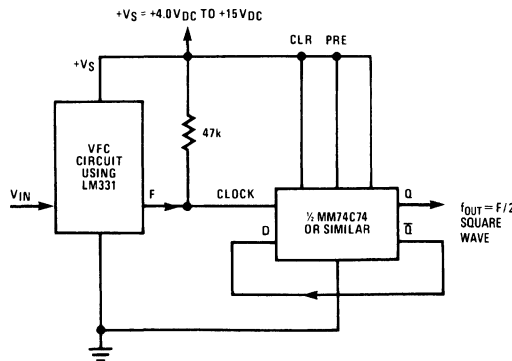 +VS = +4.0VDC TO +15VDC
CLR PRE
+VS
47k
VFC
CIRCUIT
USING
LM331
VIN
F
CLOCK
Q
½ MM74C74
OR SIMILAR
D
Q̅
fOUT = F/2
SQUARE
WAVE